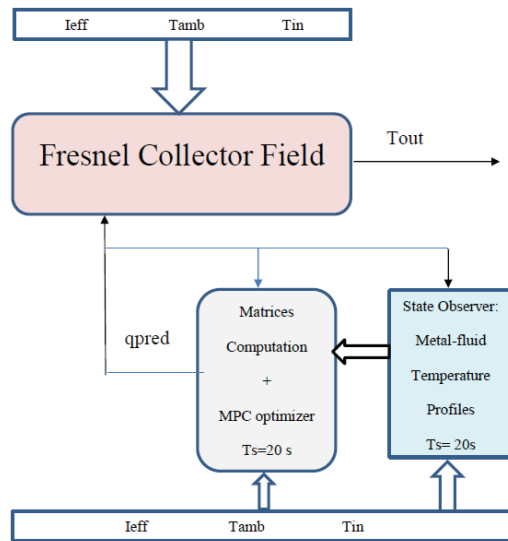 Ieff Tamb Tin
Fresnel Collector Field
Tout
qpred
Matrices
Computation
+
MPC optimizer
Ts=20 s
State Observer:
Metal-fluid
Temperature
Profiles
Ts= 20s
Ieff Tamb Tin